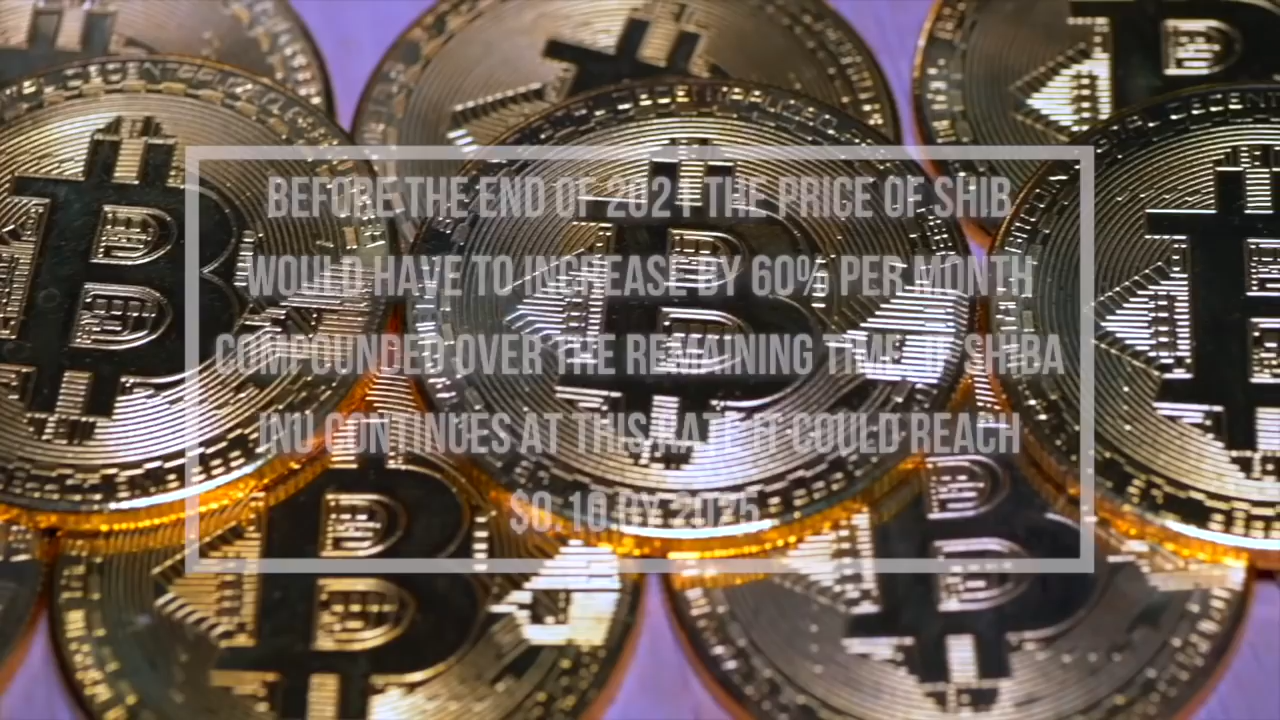 BEFORE THE END OF 2024 THE PRICE OF SHIB
WOULD HAVE TO INCREASE BY 60% PER MONTH
COMPOUNDED OVER THE REMAINING TIME. IF SHIBA
INU CONTINUES AT THIS RATE IT COULD REACH
$0.10 BY 2025